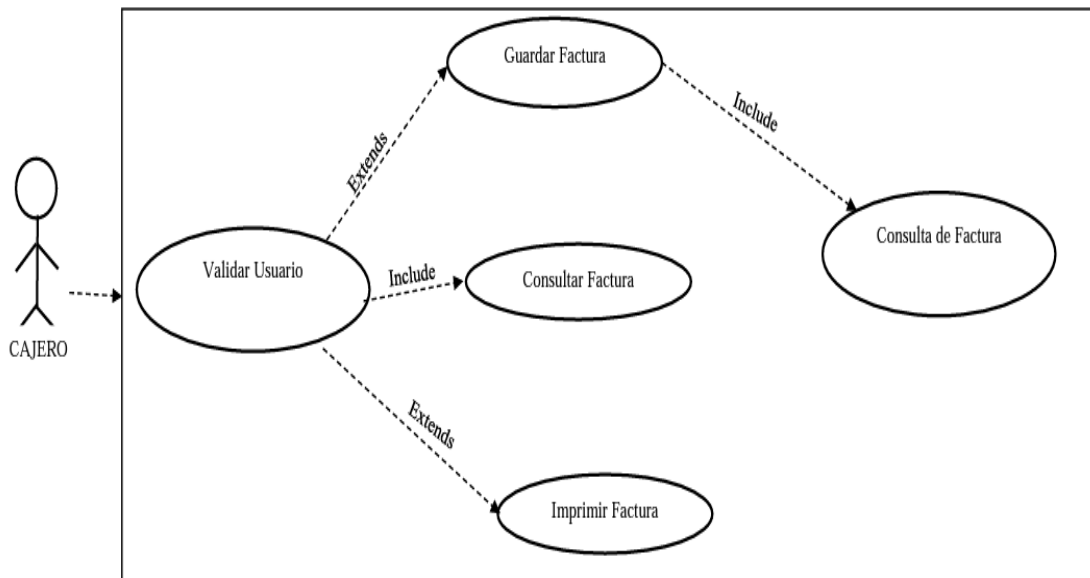 Guardar Factura
Include
Extends
Consulta de Factura
Validar Usuario
Include
Consultar Factura
CAJERO
Extends
Imprimir Factura